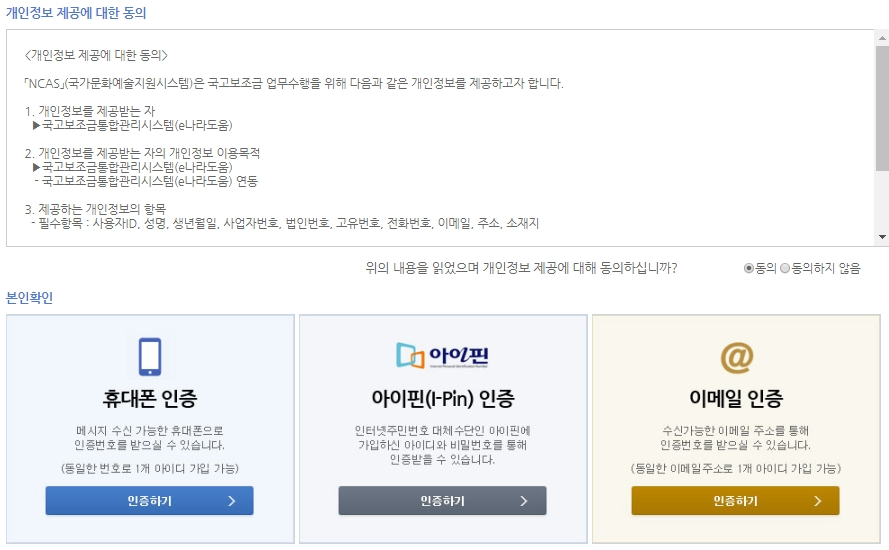 개인정보 제공에 대한 동의
<개인정보 제공에 대한 동의>
「NCAS」(국가문화예술지원시스템)은 국고보조금 업무수행을 위해 다음과 같은 개인정보를 제공하고자 합니다.
1. 개인정보를 제공받는 자
▶국고보조금통합관리시스템(e나라도움)
2. 개인정보를 제공받는 자의 개인정보 이용목적
▶국고보조금통합관리시스템(e나라도움)
- 국고보조금통합관리시스템(e나라도움) 연동
3. 제공하는 개인정보의 항목
- 필수항목 : 사용자ID, 성명, 생년월일, 사업자번호, 법인번호, 고유번호, 전화번호, 이메일, 주소, 소재지
위의 내용을 읽었으며 개인정보 제공에 대해 동의하십니까? 동의 동의하지 않음
본인확인
휴대폰 인증
메시지 수신 가능한 휴대폰으로
인증번호를 받으실 수 있습니다.
(동일한 번호로 1개 아이디 가입 가능)
인증하기
아이핀
Internet Personal Identification Number
아이핀(I-Pin) 인증
인터넷주민번호 대체수단인 아이핀에
가입하신 아이디와 비밀번호를 통해
인증받을 수 있습니다.
인증하기
@
이메일 인증
수신가능한 이메일 주소를 통해
인증번호를 받으실 수 있습니다.
(동일한 이메일주소로 1개 아이디 가입 가능)
인증하기